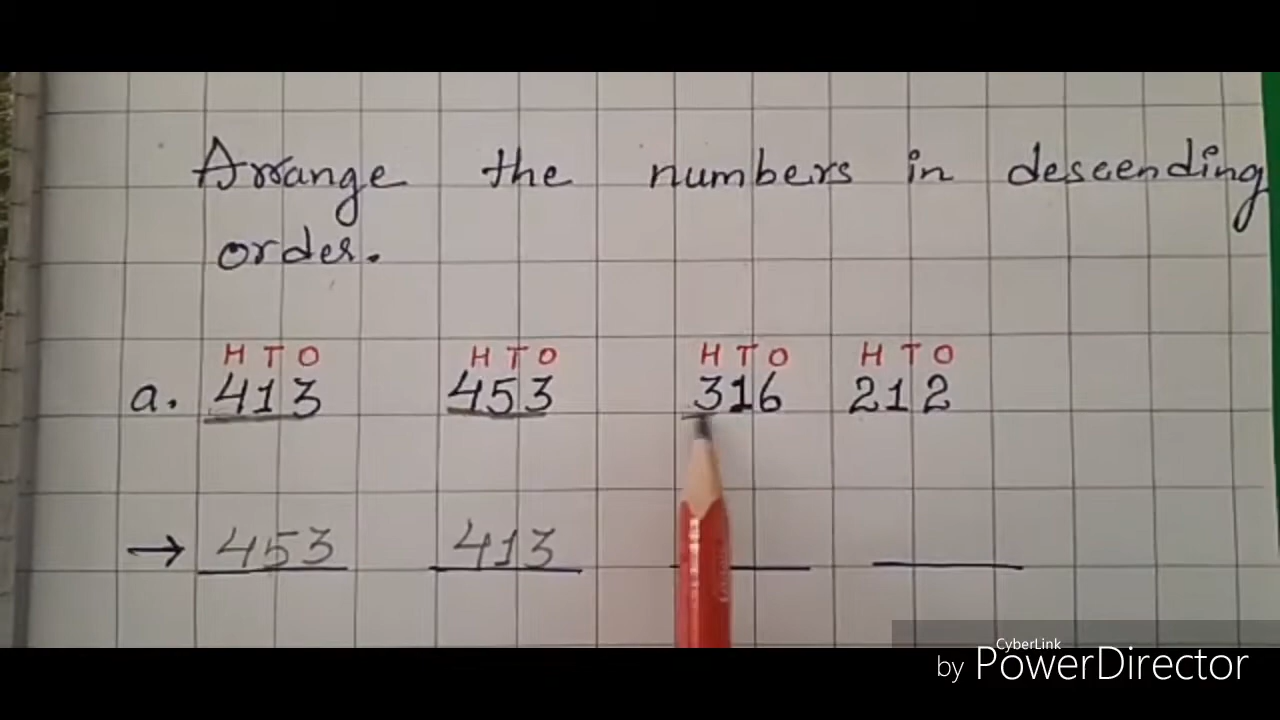 Arrange the numbers in descending
order.
H T O H T O H T O H T O
a. 413 453 316 212
→ 453 413
CyberLink
by PowerDirector